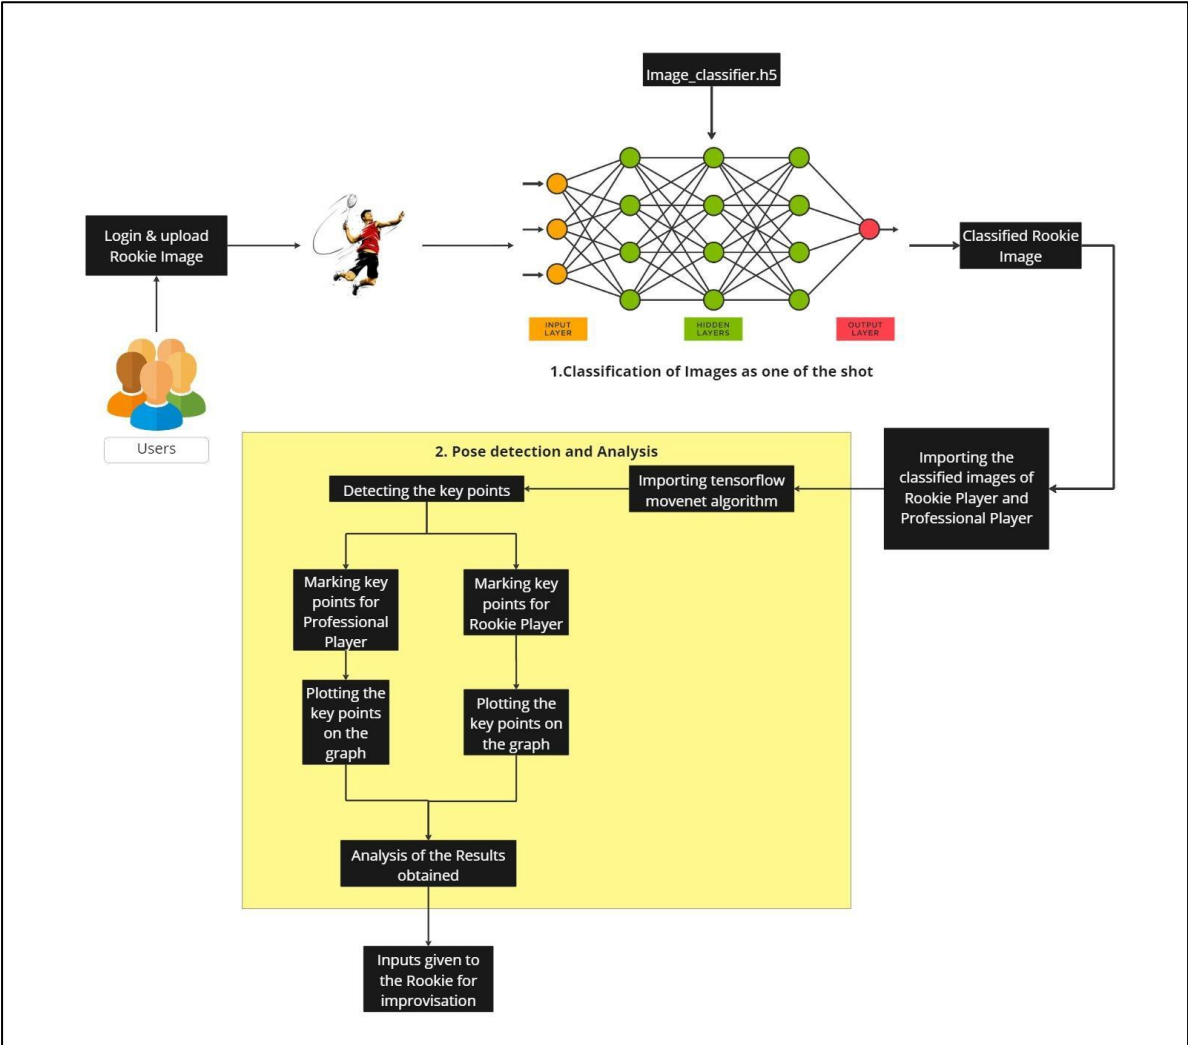 Image_classifier.h5
Login & upload
Rookie Image
Classified Rookie
Image
INPUT
LAYER
HIDDEN
LAYERS
OUTPUT
LAYER
1.Classification of Images as one of the shot
Users
2. Pose detection and Analysis
Importing the
classified images of
Rookie Player and
Professional Player
Importing tensorflow
movenet algorithm
Detecting the key points
Marking key
points for
Professional
Player
Marking key
points for
Rookie Player
Plotting the
key points
on the
graph
Plotting the
key points on
the graph
Analysis of the Results
obtained
Inputs given to
the Rookie for
improvisation